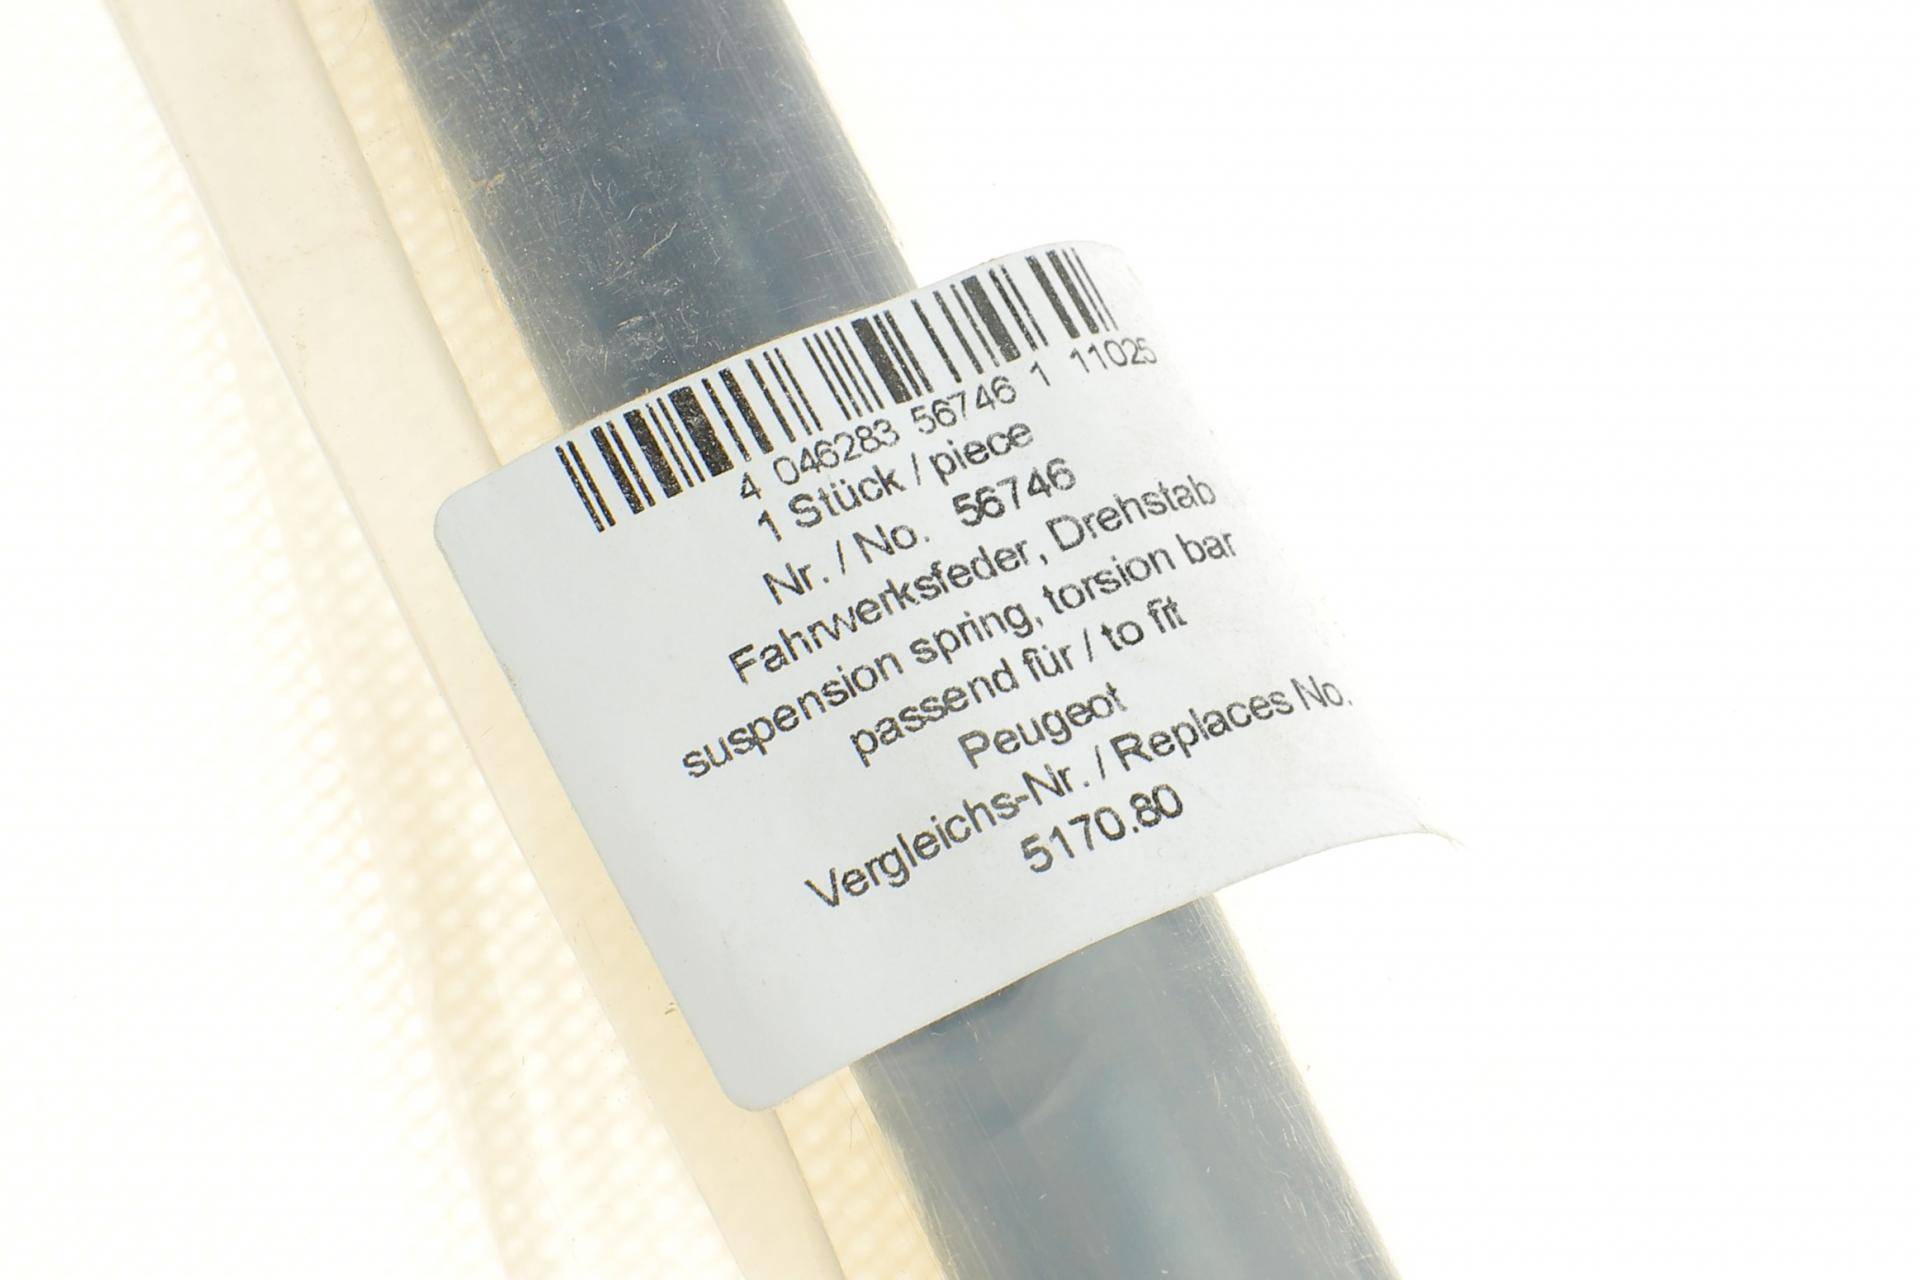 4 046283 56746 1 11025
1 Stück / piece
Nr. / No. 56746
Fahrwerksfeder, Drehstab
suspension spring, torsion bar
passend für / to fit
Peugeot
Vergleichs-Nr. / Replaces No.
5170.80